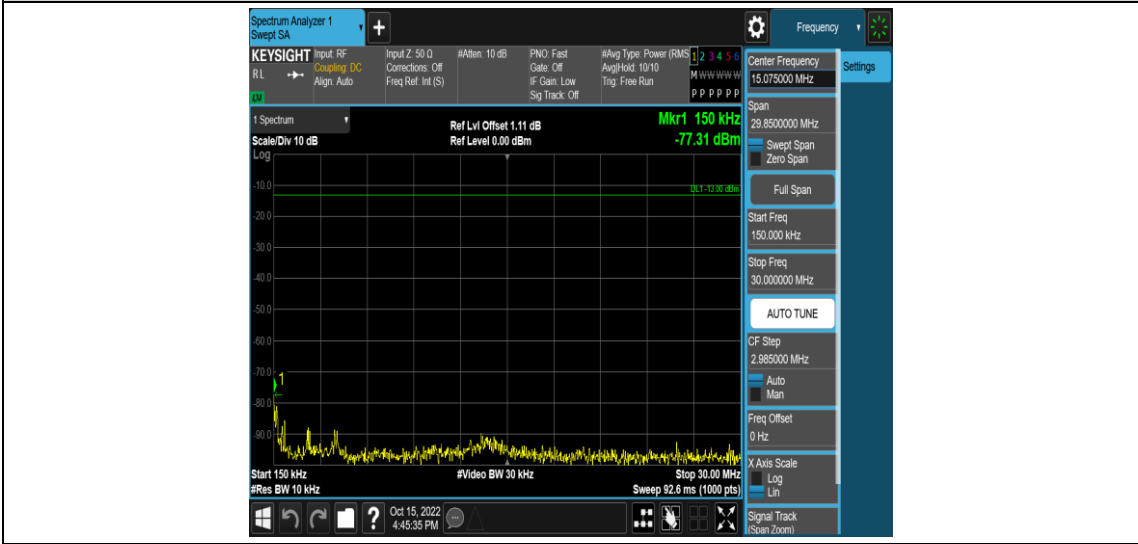 Spectrum Analyzer 1
Swept SA
+
Frequency
KEYSIGHT
RL
Input: RF
Coupling: DC
Align: Auto
Input Z: 50 Ω
Corrections: Off
Freq Ref: Int (S)
#Atten: 10 dB
PNO: Fast
Gate: Off
IF Gain: Low
Sig Track: Off
#Avg Type: Power (RMS
Avg|Hold: 10/10
Trig: Free Run
1 2 3 4 5 6
M W W W W W
P P P P P P
1 Spectrum
Scale/Div 10 dB
Log
Ref Lvl Offset 1.11 dB
Ref Level 0.00 dBm
Mkr1 150 kHz
-77.31 dBm
DL1 -13.00 dBm
-10.0
-20.0
-30.0
-40.0
-50.0
-60.0
-70.0
1
-80.0
-90.0
Start 150 kHz
#Video BW 30 kHz
Stop 30.00 MHz
#Res BW 10 kHz
Sweep 92.6 ms (1000 pts)
?
Oct 15, 2022
4:45:35 PM
Center Frequency
15.075000 MHz
Settings
Span
29.8500000 MHz
Swept Span
Zero Span
Full Span
Start Freq
150.000 kHz
Stop Freq
30.000000 MHz
AUTO TUNE
CF Step
2.985000 MHz
Auto
Man
Freq Offset
0 Hz
X Axis Scale
Log
Lin
Signal Track
(Span Zoom)